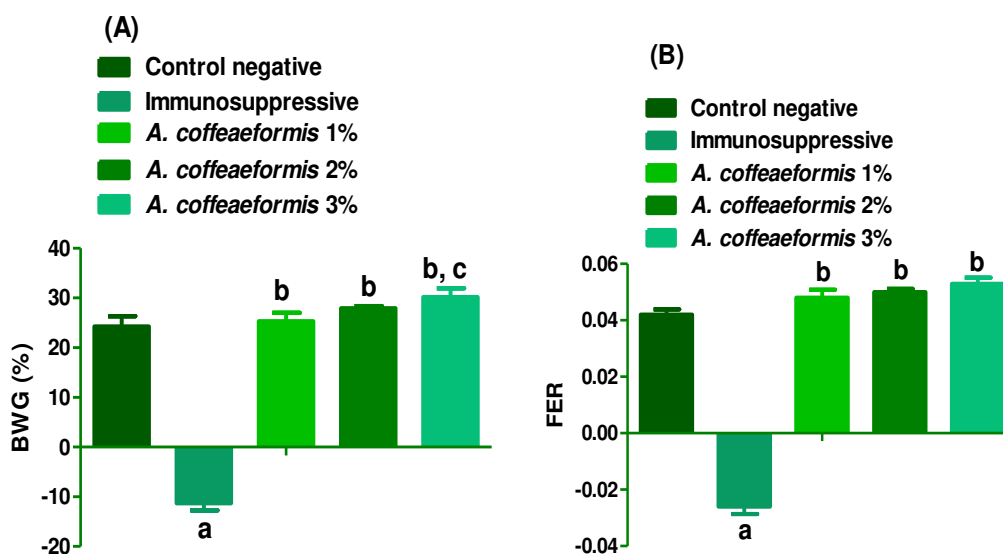 (A)
Control negative
Immunosuppressive
A. coffeaeformis 1%
A. coffeaeformis 2%
A. coffeaeformis 3%
40
30
20
10
0
-10
-20
BWG (%)
a
b
b
b, c
(B)
Control negative
Immunosuppressive
A. coffeaeformis 1%
A. coffeaeformis 2%
A. coffeaeformis 3%
0.06
0.04
0.02
0.00
-0.02
-0.04
FER
a
b
b
b